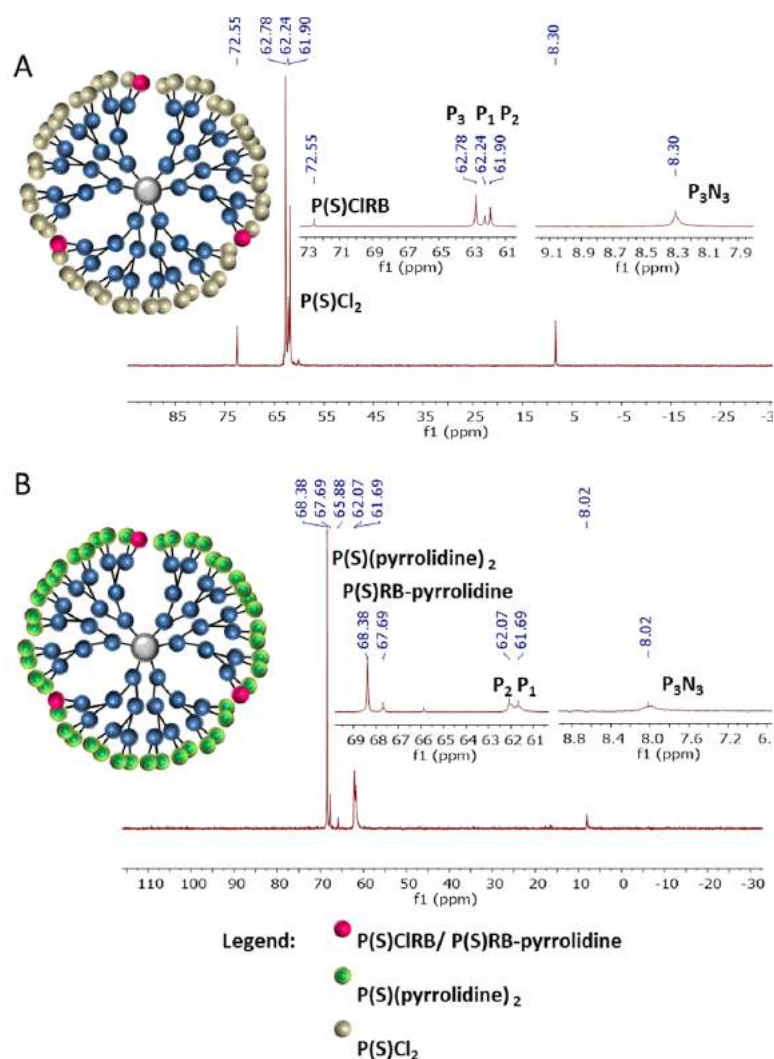 A
-72.55
62.78
62.24
61.90
-8.30
P3 P1 P2
-72.55
62.78
62.24
61.90
-8.30
P(S)ClRB
P3N3
73 71 69 67 65 63 61
f1 (ppm)
9.1 8.9 8.7 8.5 8.3 8.1 7.9
f1 (ppm)
P(S)Cl2
85 75 65 55 45 35 25 15 5 -5 -15 -25 -3
f1 (ppm)
B
68.38
67.69
65.88
62.07
61.69
-8.02
P(S)(pyrrolidine)2
P(S)RB-pyrrolidine
68.38
67.69
62.07
61.69
-8.02
P2 P1
P3N3
69 68 67 66 65 64 63 62 61
f1 (ppm)
8.8 8.4 8.0 7.6 7.2 6.
f1 (ppm)
110 100 90 80 70 60 50 40 30 20 10 0 -10 -20 -30
f1 (ppm)
Legend:
P(S)ClRB/ P(S)RB-pyrrolidine
P(S)(pyrrolidine)2
P(S)Cl2